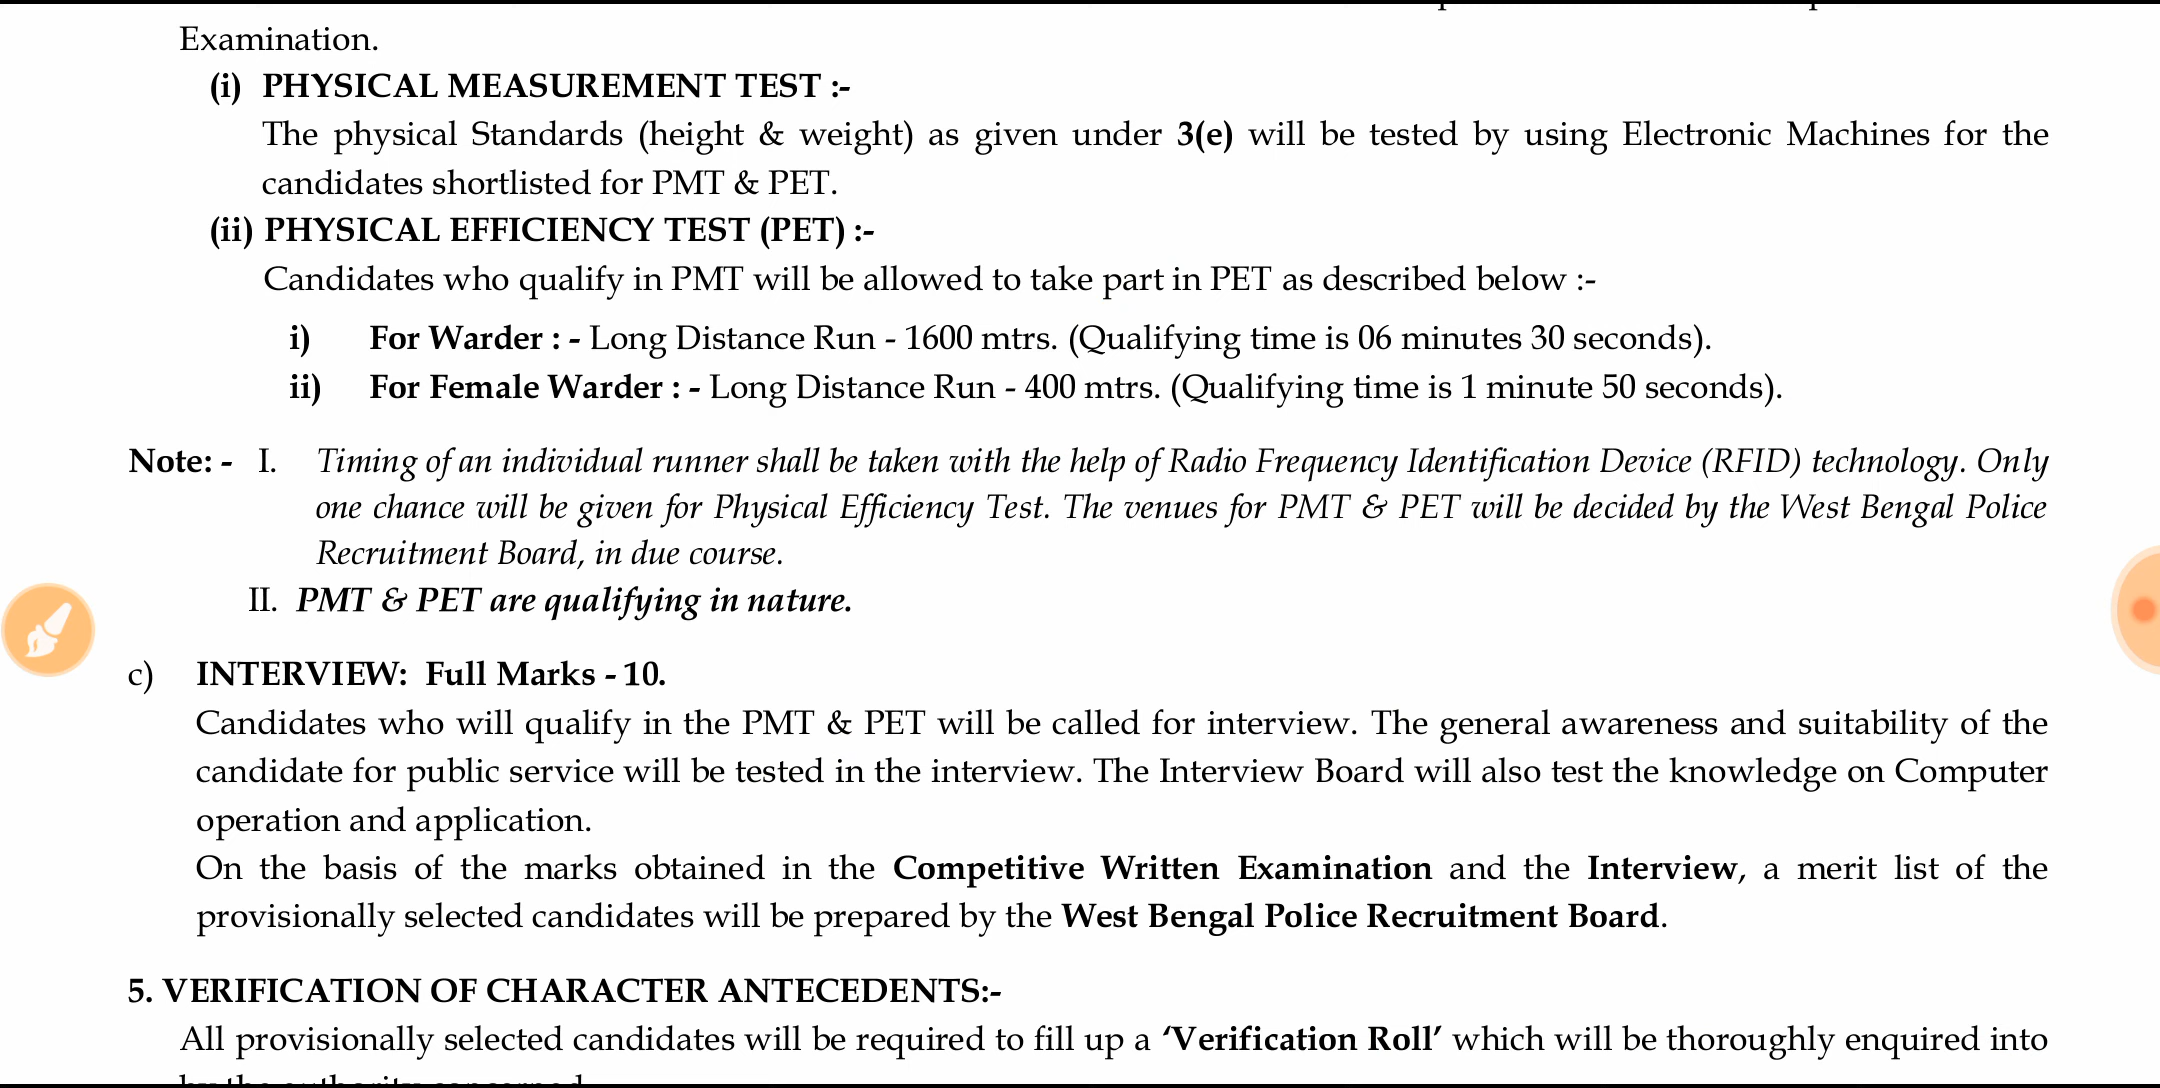 Examination.
(i) PHYSICAL MEASUREMENT TEST :-
The physical Standards (height & weight) as given under 3(e) will be tested by using Electronic Machines for the
candidates shortlisted for PMT & PET.
(ii) PHYSICAL EFFICIENCY TEST (PET) :-
Candidates who qualify in PMT will be allowed to take part in PET as described below :-
i) For Warder : - Long Distance Run - 1600 mtrs. (Qualifying time is 06 minutes 30 seconds).
ii) For Female Warder : - Long Distance Run - 400 mtrs. (Qualifying time is 1 minute 50 seconds).
Note: - I. Timing of an individual runner shall be taken with the help of Radio Frequency Identification Device (RFID) technology. Only
one chance will be given for Physical Efficiency Test. The venues for PMT & PET will be decided by the West Bengal Police
Recruitment Board, in due course.
II. PMT & PET are qualifying in nature.
c) INTERVIEW: Full Marks - 10.
Candidates who will qualify in the PMT & PET will be called for interview. The general awareness and suitability of the
candidate for public service will be tested in the interview. The Interview Board will also test the knowledge on Computer
operation and application.
On the basis of the marks obtained in the Competitive Written Examination and the Interview, a merit list of the
provisionally selected candidates will be prepared by the West Bengal Police Recruitment Board.
5. VERIFICATION OF CHARACTER ANTECEDENTS:-
All provisionally selected candidates will be required to fill up a ‘Verification Roll’ which will be thoroughly enquired into
by the authority concerned